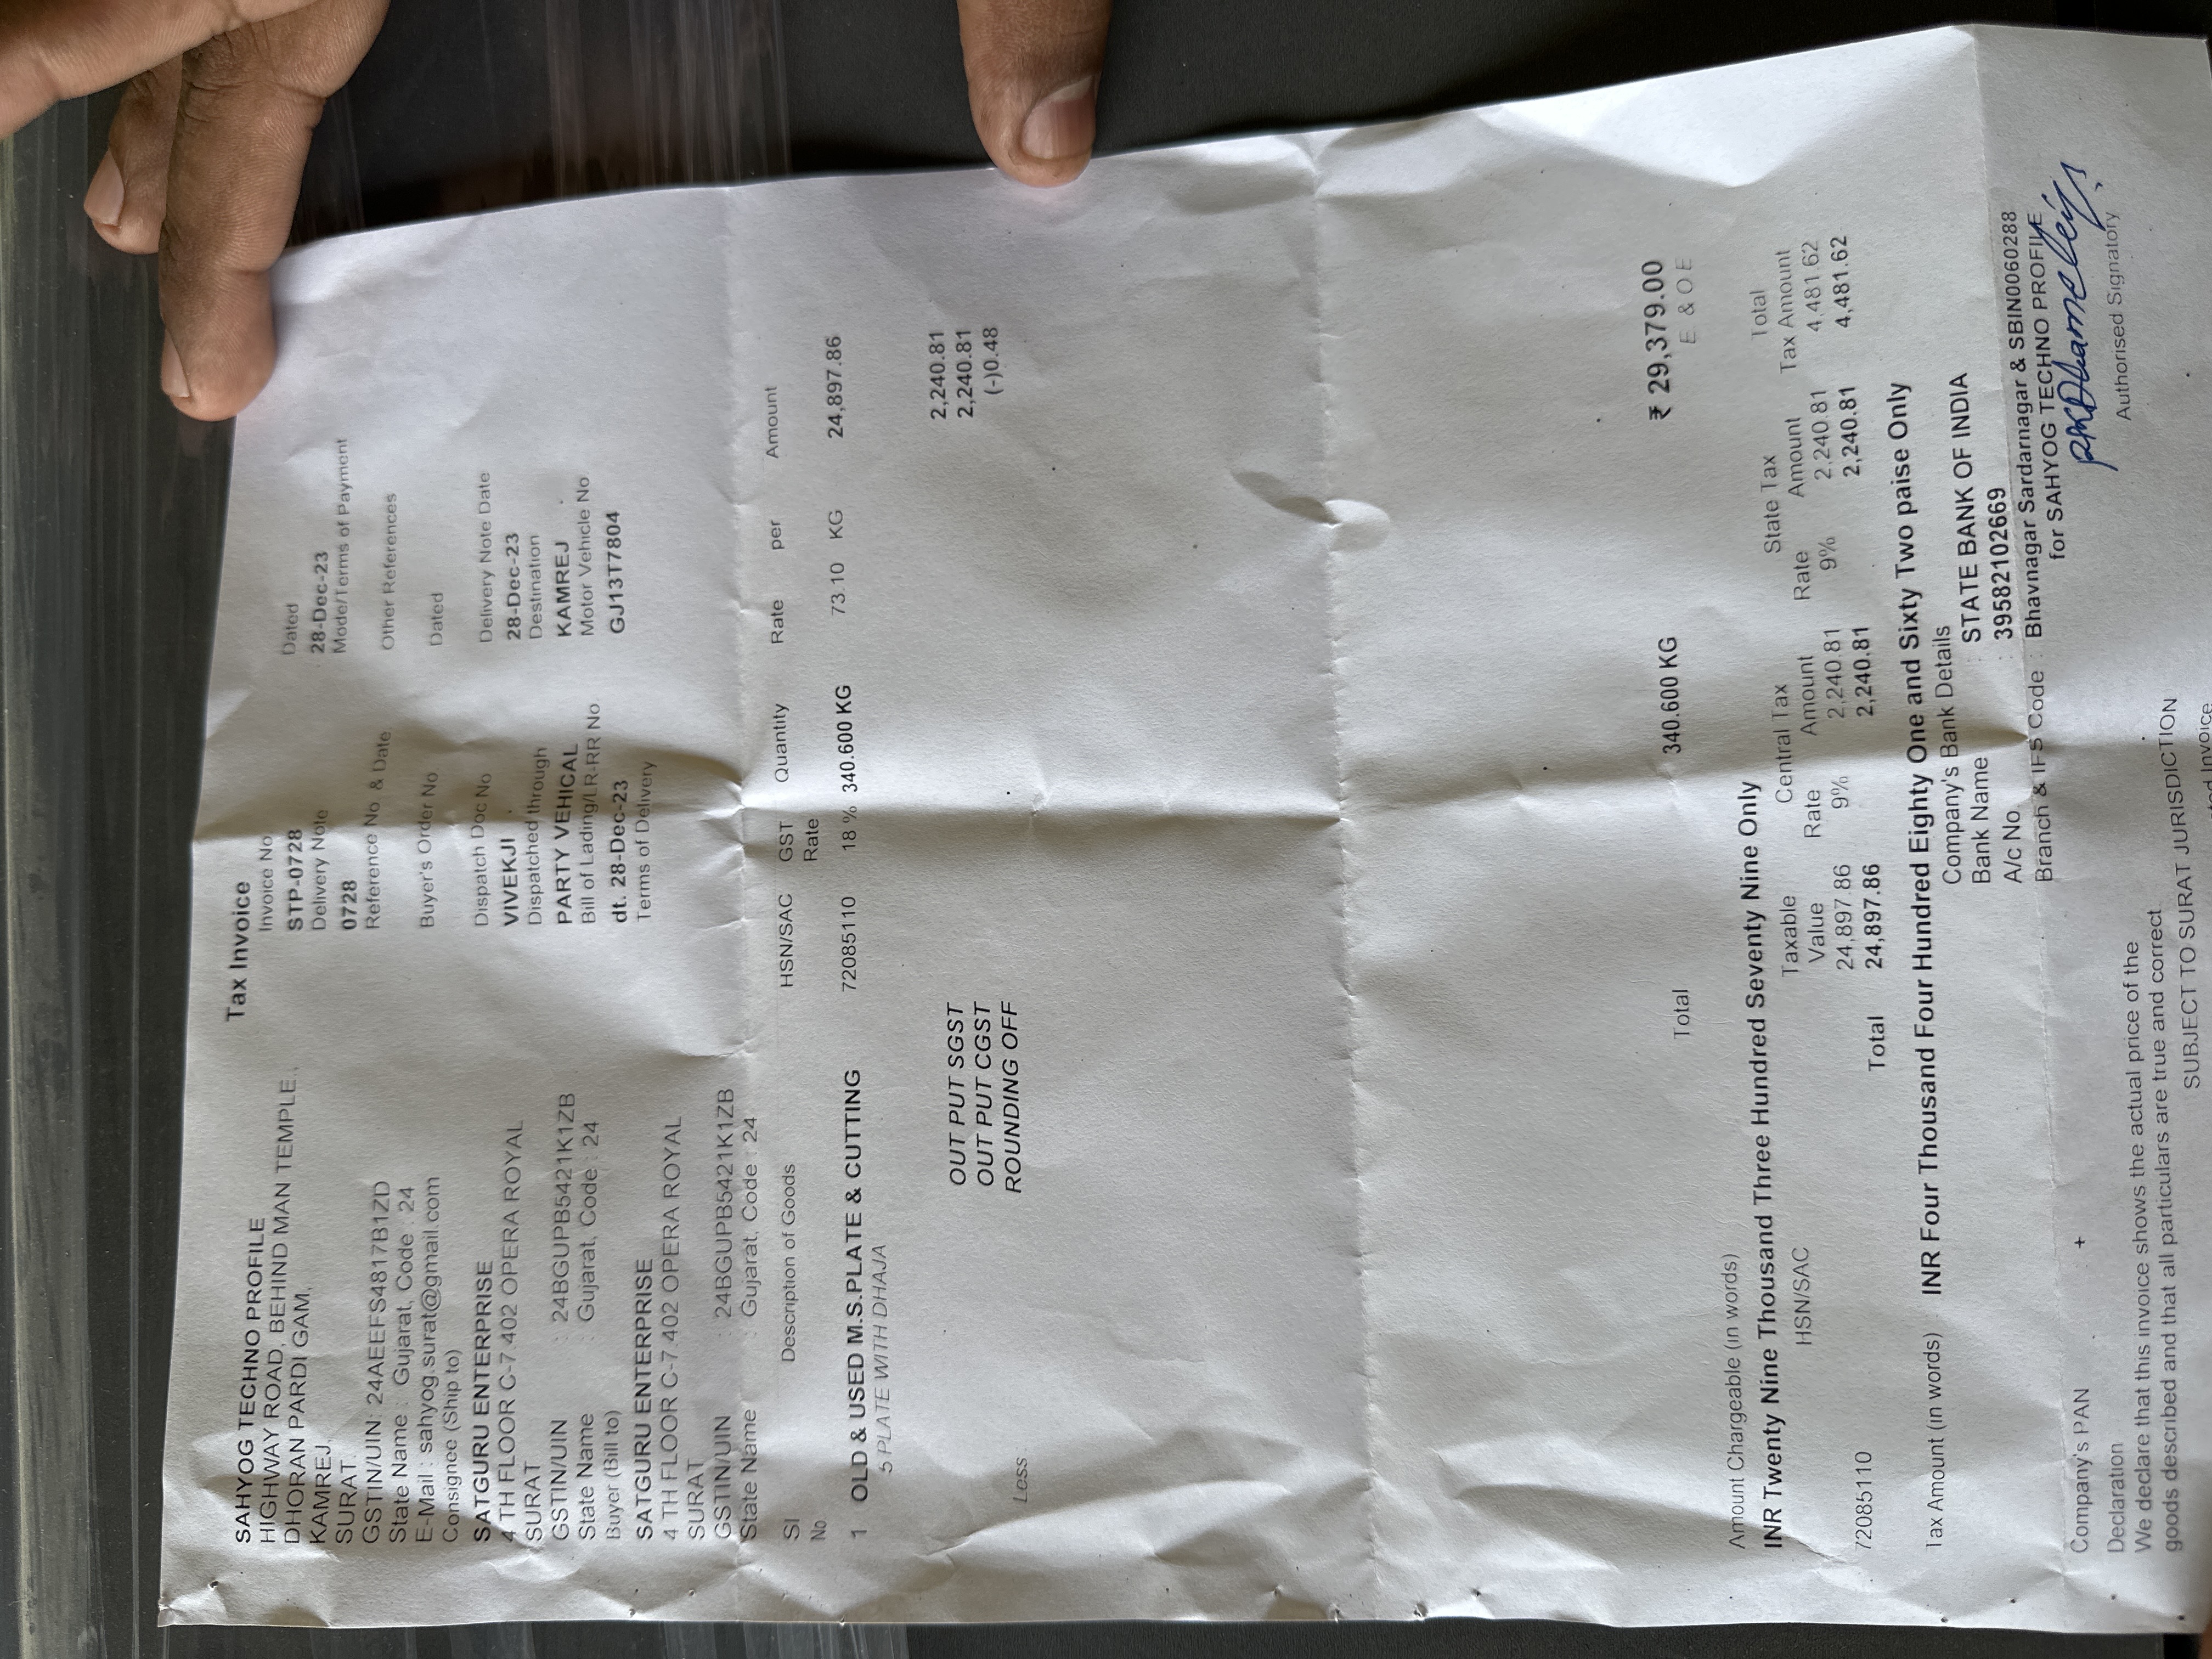 Tax Invoice
SAHYOG TECHNO PROFILE
HIGHWAY ROAD, BEHIND MAN TEMPLE,
DHORAN PARDI GAM,
KAMREJ,
SURAT.
GSTIN/UIN: 24AEEFS4817B1ZD
State Name : Gujarat, Code : 24
E-Mail : sahyog.surat@gmail.com
Consignee (Ship to)
SATGURU ENTERPRISE
4 TH FLOOR C-7,402 OPERA ROYAL
SURAT
GSTIN/UIN : 24BGUPB5421K1ZB
State Name : Gujarat, Code : 24
Buyer (Bill to)
SATGURU ENTERPRISE
4 TH FLOOR C-7,402 OPERA ROYAL
SURAT
GSTIN/UIN : 24BGUPB5421K1ZB
State Name : Gujarat, Code : 24
Invoice No Dated
STP-0728 28-Dec-23
Delivery Note Mode/Terms of Payment
0728
Reference No & Date Other References
Buyer's Order No Dated
Dispatch Doc No Delivery Note Date
VIVEKJI 28-Dec-23
Dispatched through Destination
PARTY VEHICAL KAMREJ
Bill of Lading/LR-RR No Motor Vehicle No
dt. 28-Dec-23 GJ13T7804
Terms of Delivery
Sl Description of Goods HSN/SAC GST Quantity Rate per Amount
No Rate
1 OLD & USED M.S.PLATE & CUTTING 72085110 18 % 340.600 KG 73.10 KG 24,897.86
5 PLATE WITH DHAJA
OUT PUT SGST 2,240.81
OUT PUT CGST 2,240.81
Less ROUNDING OFF (-)0.48
Total 340.600 KG ₹ 29,379.00
E & O E
Amount Chargeable (in words)
INR Twenty Nine Thousand Three Hundred Seventy Nine Only
HSN/SAC Taxable Central Tax State Tax Total
Value Rate Amount Rate Amount Tax Amount
72085110 24,897.86 9% 2,240.81 9% 2,240.81 4,481.62
Total 24,897.86 2,240.81 2,240.81 4,481.62
Tax Amount (in words) : INR Four Thousand Four Hundred Eighty One and Sixty Two paise Only
Company's Bank Details
Bank Name : STATE BANK OF INDIA
A/c No : 39582102669
Branch & IFS Code : Bhavnagar Sardarnagar & SBIN0060288
for SAHYOG TECHNO PROFILE
Company's PAN
Declaration
We declare that this invoice shows the actual price of the
goods described and that all particulars are true and correct
Authorised Signatory
SUBJECT TO SURAT JURISDICTION
Invoice